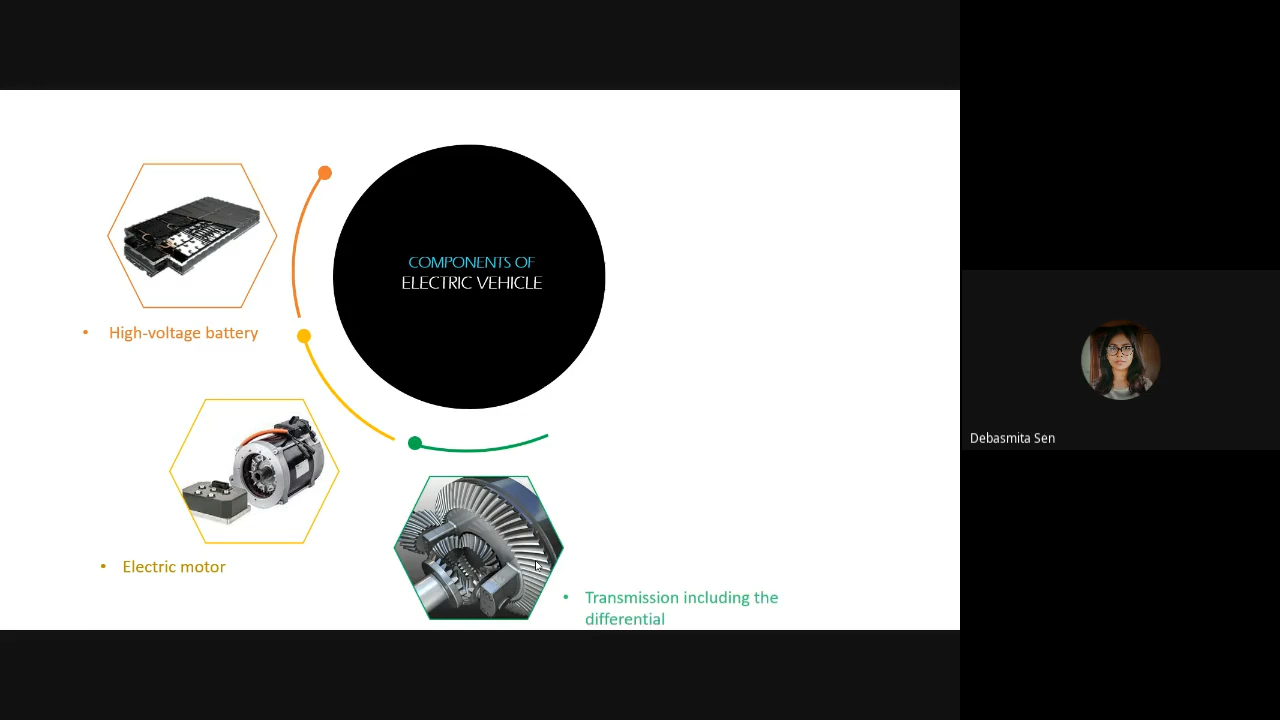 COMPONENTS OF
ELECTRIC VEHICLE
• High-voltage battery
• Electric motor
• Transmission including the
differential
Debasmita Sen